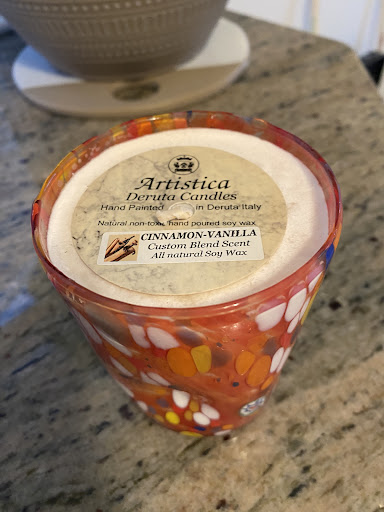 Artistica
Deruta Candles
Hand Painted in Deruta Italy
Natural non-toxic, hand poured soy wax
CINNAMON-VANILLA
Custom Blend Scent
All natural Soy Wax